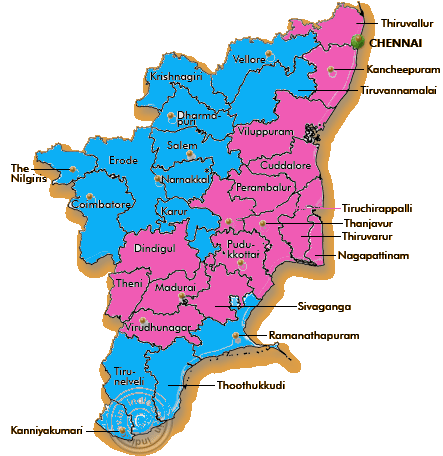 Thiruvallur
CHENNAI
Vellare
Kancheepuram
Krishnagiri
Tiruvannamalai
Dharma-
puri
Viluppuram
Salem
Erode
Cuddalore
The
Nilgiris
Namakkal
Perambalur
Coimbatore
Karur
Tiruchirappalli
Thanjavur
Thiruvarur
Pudu-
kkottai
Dindigul
Nagapattinam
Theni
Madurai
Sivaganga
Virudhunagar
Ramanathapuram
Tiru-
nelveli
Thoothukkudi
Kanniyakumari